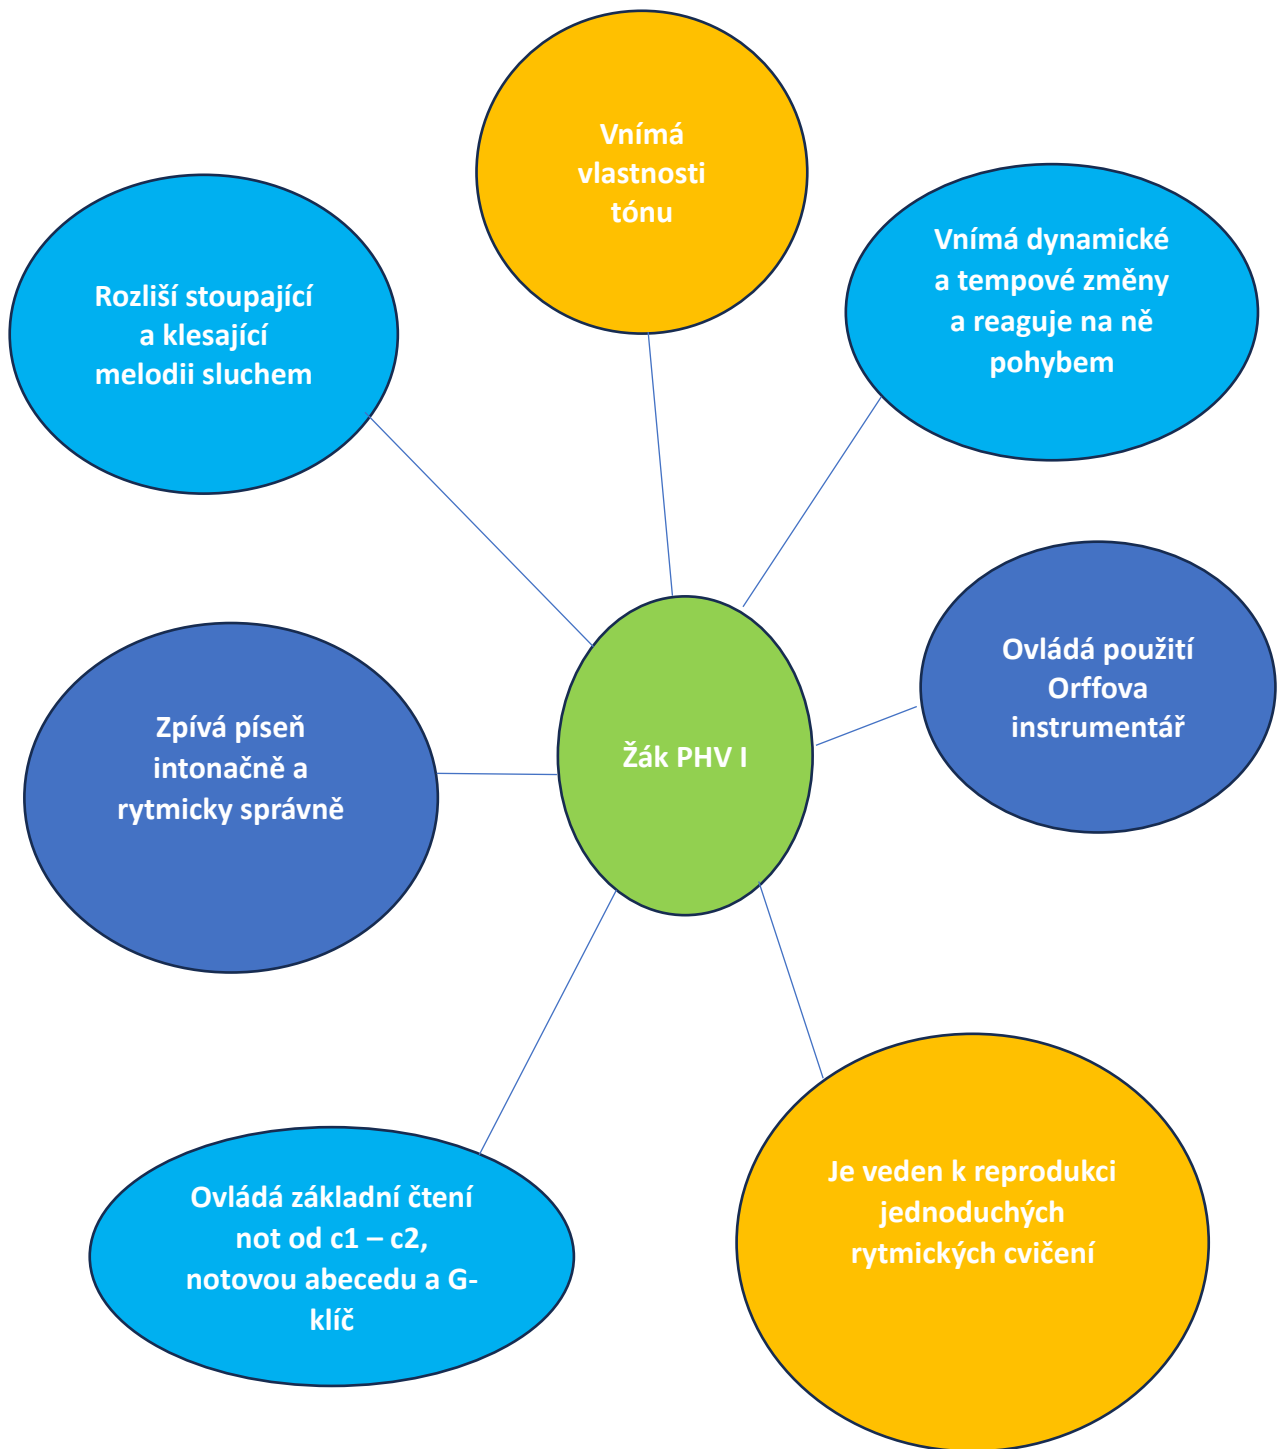 Vnímá
vlastnosti
tónu
Vnímá dynamické
a tempové změny
a reaguje na ně
pohybem
Rozliší stoupající
a klesající
melodii sluchem
Ovládá použití
Orffova
instrumentář
Zpívá píseň
intonačně a
rytmicky správně
Žák PHV I
Je veden k reprodukci
jednoduchých
rytmických cvičení
Ovládá základní čtení
not od c1 – c2,
notovou abecedu a G-
klíč